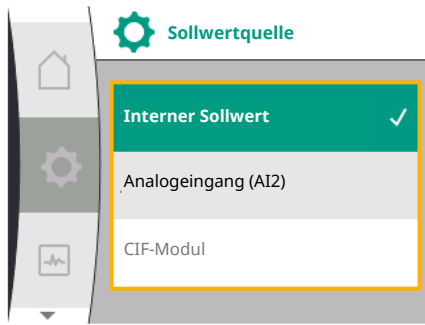 Sollwertquelle
Interner Sollwert
Analogeingang (AI2)
CIF-Modul